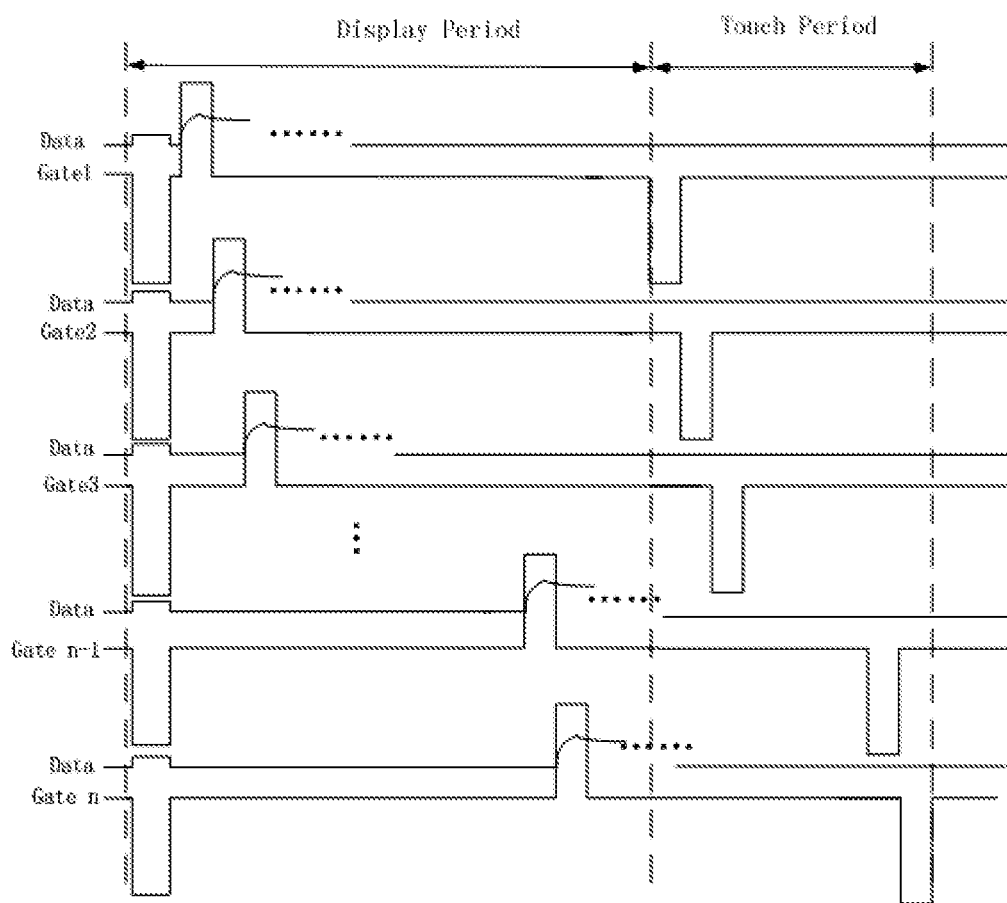 Display Period
Touch Period
Data
Gate1
Data
Gate2
Data
Gate3
Data
Gate n-1
Data
Gate n